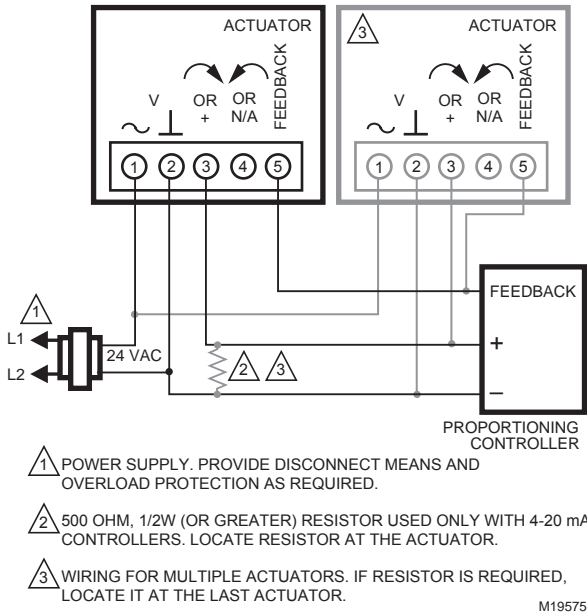 ACTUATOR
V
OR
+
OR
N/A
FEEDBACK
1 2 3 4 5
3
ACTUATOR
V
OR
+
OR
N/A
FEEDBACK
1 2 3 4 5
1
L1
L2
24 VAC
2 3
FEEDBACK
+
–
PROPORTIONING
CONTROLLER
1 POWER SUPPLY. PROVIDE DISCONNECT MEANS AND
OVERLOAD PROTECTION AS REQUIRED.
2 500 OHM, 1/2W (OR GREATER) RESISTOR USED ONLY WITH 4-20 mA
CONTROLLERS. LOCATE RESISTOR AT THE ACTUATOR.
3 WIRING FOR MULTIPLE ACTUATORS. IF RESISTOR IS REQUIRED,
LOCATE IT AT THE LAST ACTUATOR.
M19575